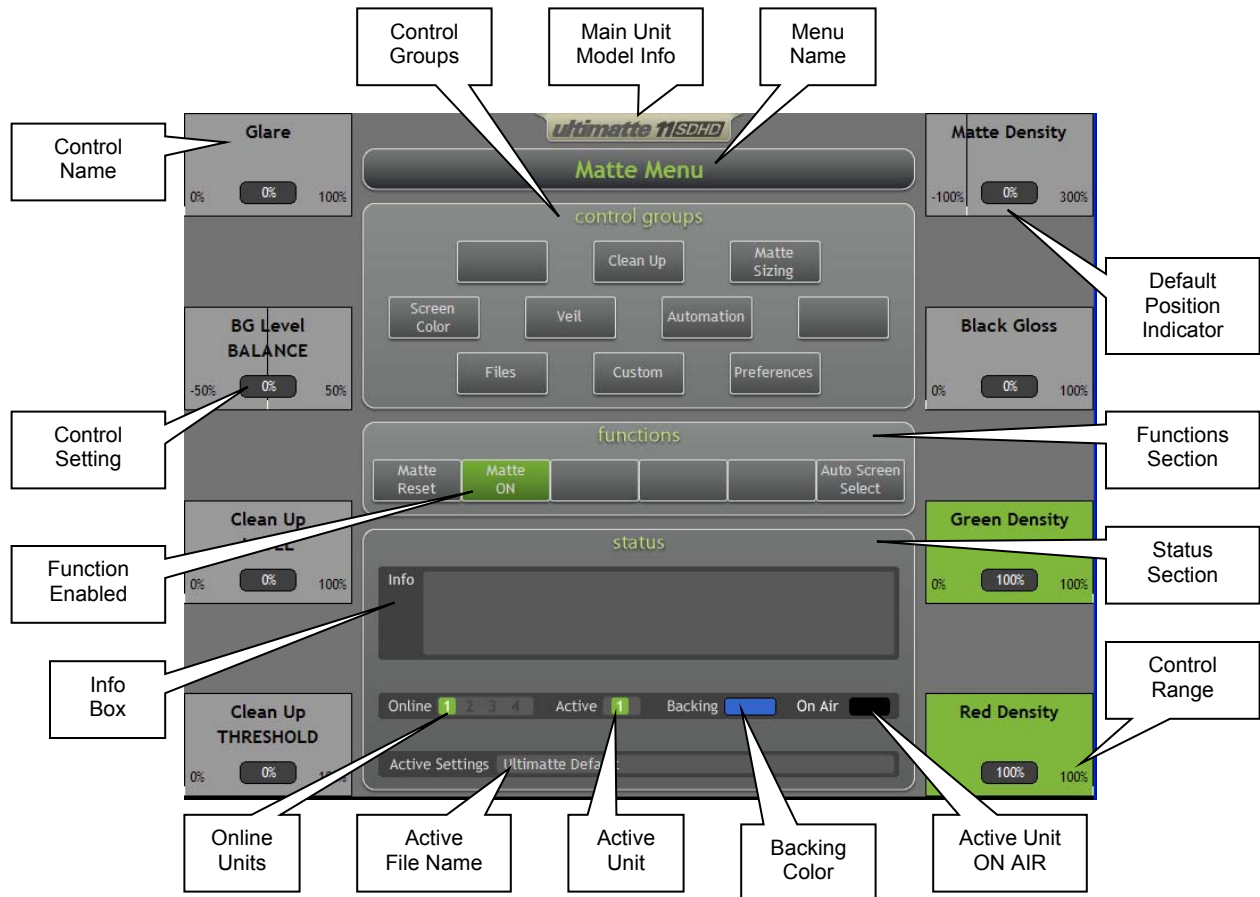 Control
Groups
Main Unit
Model Info
Menu
Name
Control
Name
Glare
0%
0%
100%
ultimatte 11 SDHD
Matte Menu
Matte Density
-100%
0%
300%
control groups
Clean Up
Matte
Sizing
Screen
Color
Veil
Automation
Files
Custom
Preferences
Default
Position
Indicator
BG Level
BALANCE
-50%
0%
50%
Black Gloss
0%
0%
100%
Control
Setting
functions
Matte
Reset
Matte
ON
Auto Screen
Select
Functions
Section
Clean Up
0%
0%
100%
Green Density
0%
100%
100%
Function
Enabled
status
Status
Section
Info
Info
Box
Control
Range
Clean Up
THRESHOLD
0%
0%
Online 1 2 3 4 Active 1 Backing On Air
Red Density
100%
100%
Active Settings Ultimatte
Online
Units
Active
File Name
Active
Unit
Backing
Color
Active Unit
ON AIR